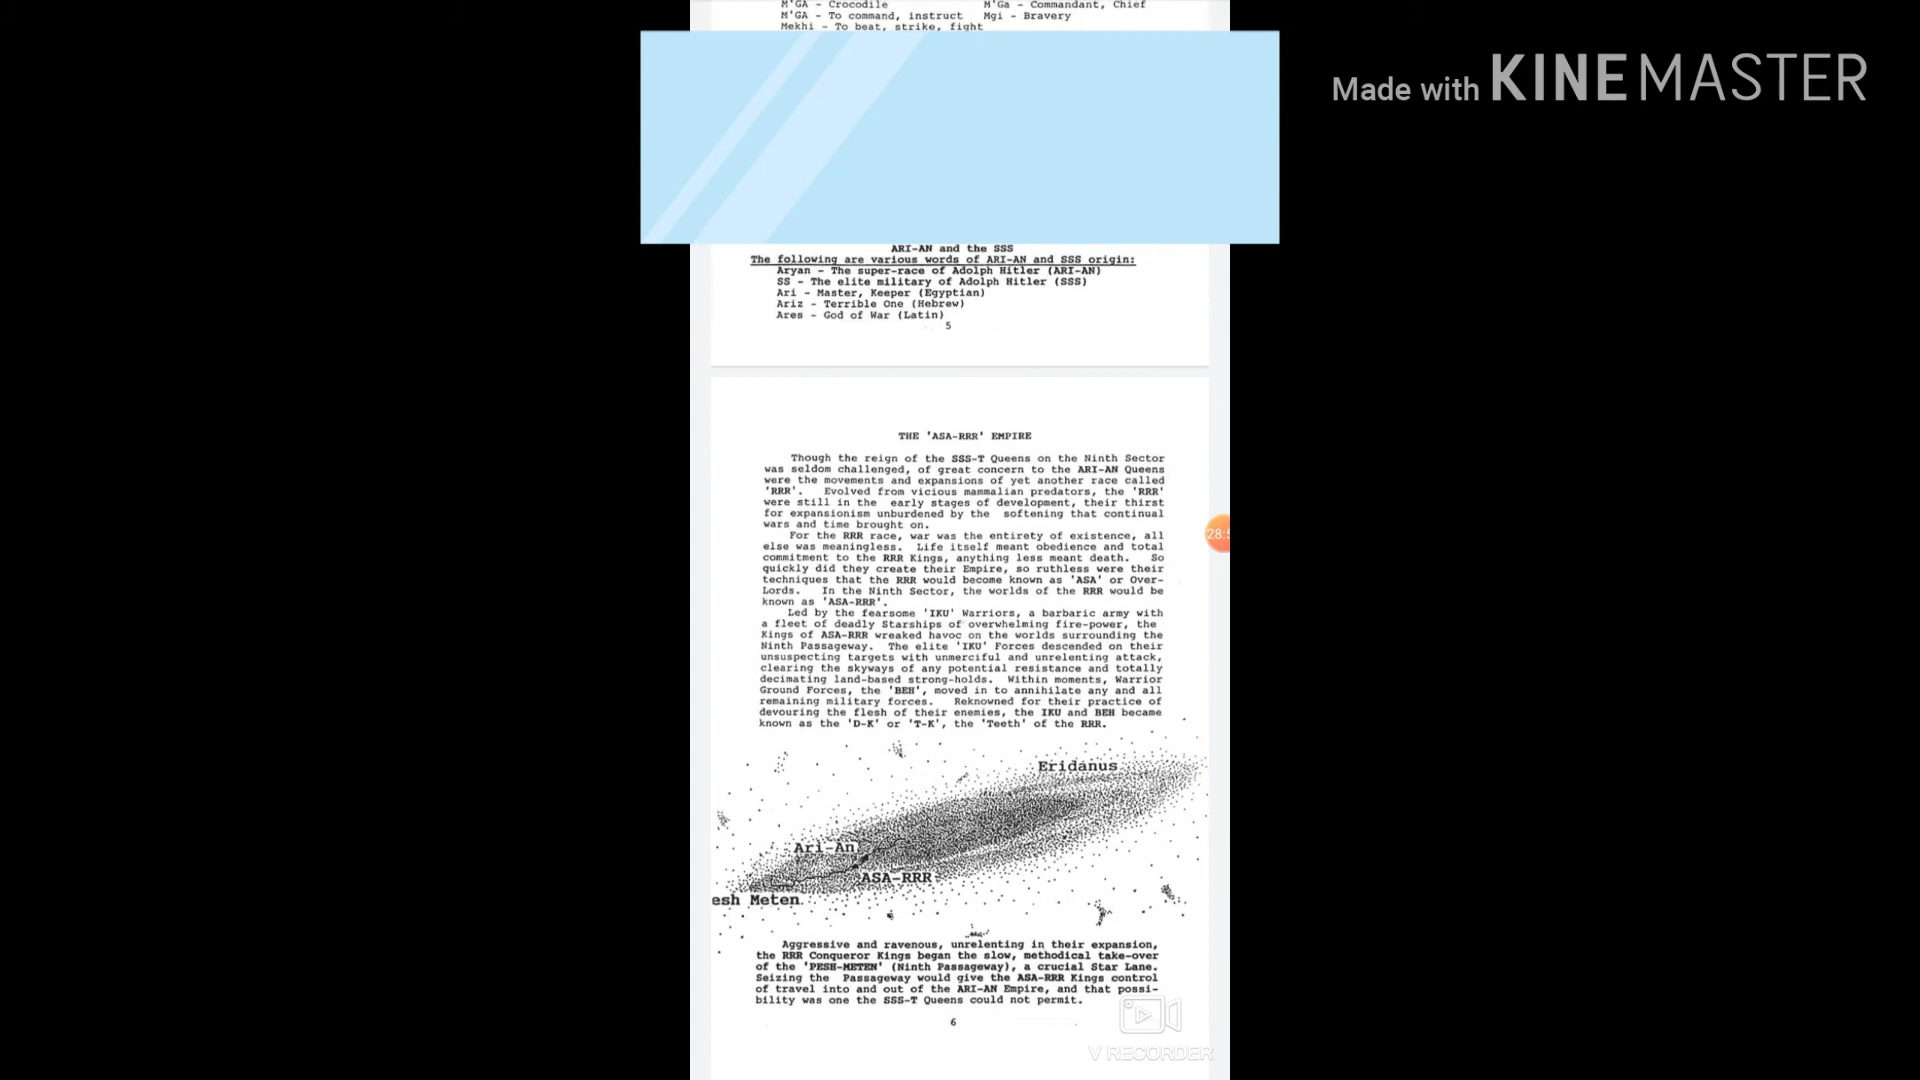 M'GA - Crocodile M'Ga - Commandant, Chief
M'GA - To command, instruct Mgi - Bravery
Mekhi - To beat, strike, fight
Made with KINEMASTER
ARI-AN and the SSS
The following are various words of ARI-AN and SSS origin:
Aryan - The super-race of Adolph Hitler (ARI-AN)
SS - The elite military of Adolph Hitler (SSS)
Ari - Master, Keeper (Egyptian)
Ariz - Terrible One (Hebrew)
Ares - God of War (Latin)
5
THE 'ASA-RRR' EMPIRE
Though the reign of the SSS-T Queens on the Ninth Sector
was seldom challenged, of great concern to the ARI-AN Queens
were the movements and expansions of yet another race called
'RRR'. Evolved from vicious mammalian predators, the 'RRR'
were still in the early stages of development, their thirst
for expansionism unburdened by the softening that continual
wars and time brought on.
For the RRR race, war was the entirety of existence, all
else was meaningless. Life itself meant obedience and total
commitment to the RRR Kings, anything less meant death. So
quickly did they create their Empire, so ruthless were their
techniques that the RRR would become known as 'ASA' or Over-
Lords. In the Ninth Sector, the worlds of the RRR would be
known as 'ASA-RRR'.
Led by the fearsome 'IKU' Warriors, a barbaric army with
a fleet of deadly Starships of overwhelming fire-power, the
Kings of ASA-RRR wreaked havoc on the worlds surrounding the
Ninth Passageway. The elite 'IKU' Forces descended on their
unsuspecting targets with unmerciful and unrelenting attack,
clearing the skyways of any potential resistance and totally
decimating land-based strong-holds. Within moments, Warrior
Ground Forces, the 'BEH', moved in to annihilate any and all
remaining military forces. Reknowned for their practice of
devouring the flesh of their enemies, the IKU and BEH became
known as the 'D-K' or 'T-K', the 'Teeth' of the RRR.
Eridanus
Ari-An
ASA-RRR
esh Meten
Aggressive and ravenous, unrelenting in their expansion,
the RRR Conqueror Kings began the slow, methodical take-over
of the 'PESH-METEN' (Ninth Passageway), a crucial Star Lane.
Seizing the Passageway would give the ASA-RRR Kings control
of travel into and out of the ARI-AN Empire, and that possi-
bility was one the SSS-T Queens could not permit.
6
V RECORDER